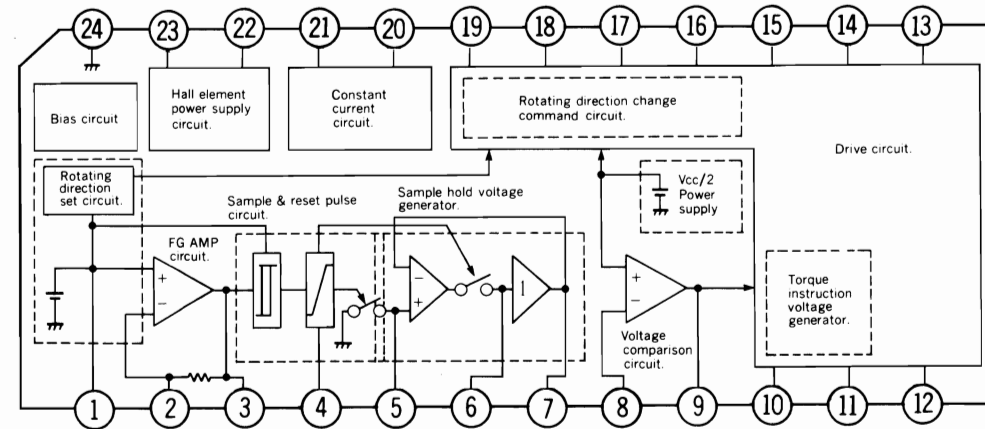 24 23 22 21 20 19 18 17 16 15 14 13
Bias circuit
Hall element
power supply
circuit.
Constant
current
circuit.
Rotating direction change
command circuit.
Drive circuit.
Rotating
direction
set circuit.
Sample & reset pulse
circuit.
Sample hold voltage
generator.
Vcc/2
Power
supply
FG AMP
circuit.
+
−
−
+
1
+
−
Torque
instruction
voltage
generator.
Voltage
comparison
circuit.
1 2 3 4 5 6 7 8 9 10 11 12